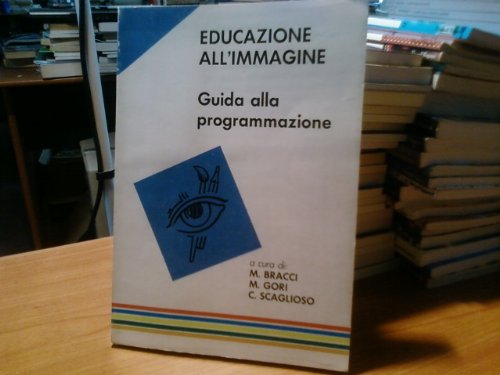 EDUCAZIONE
ALL'IMMAGINE
Guida alla
programmazione
a cura di:
M. BRACCI
M. GORI
C. SCAGLIOSO